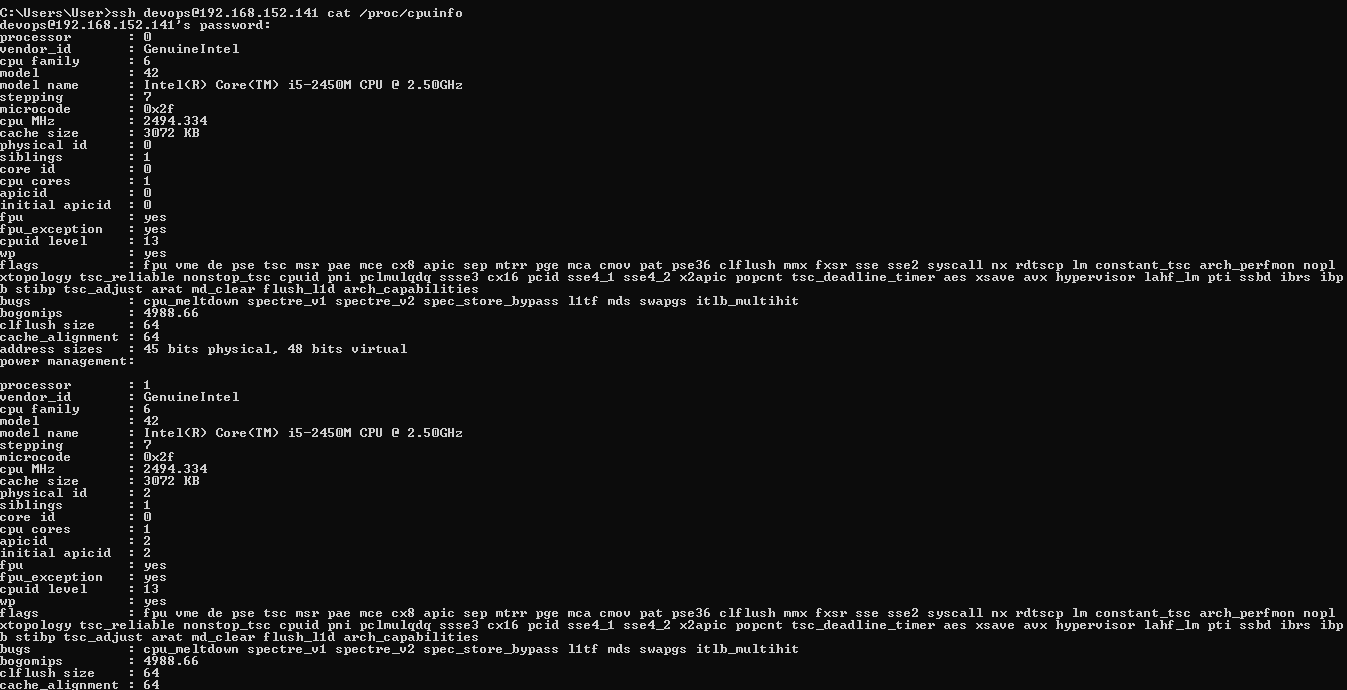 C:\Users\User>ssh devops@192.168.152.141 cat /proc/cpuinfo
devops@192.168.152.141's password:
processor       : 0
vendor_id       : GenuineIntel
cpu family      : 6
model           : 42
model name      : Intel(R) Core(TM) i5-2450M CPU @ 2.50GHz
stepping        : 7
microcode       : 0x2f
cpu MHz         : 2494.334
cache size      : 3072 KB
physical id     : 0
siblings        : 1
core id         : 0
cpu cores       : 1
apicid          : 0
initial apicid  : 0
fpu             : yes
fpu_exception   : yes
cpuid level     : 13
wp              : yes
flags           : fpu vme de pse tsc msr pae mce cx8 apic sep mtrr pge mca cmov pat pse36 clflush mmx fxsr sse sse2 syscall nx rdtscp lm constant_tsc arch_perfmon nopl
xtopology tsc_reliable nonstop_tsc cpuid pni pclmulqdq ssse3 cx16 pcid sse4_1 sse4_2 x2apic popcnt tsc_deadline_timer aes xsave avx hypervisor lahf_lm pti ssbd ibrs ibp
b stibp tsc_adjust arat md_clear flush_l1d arch_capabilities
bugs            : cpu_meltdown spectre_v1 spectre_v2 spec_store_bypass l1tf mds swapgs itlb_multihit
bogomips        : 4988.66
clflush size    : 64
cache_alignment : 64
address sizes   : 45 bits physical, 48 bits virtual
power management:
processor       : 1
vendor_id       : GenuineIntel
cpu family      : 6
model           : 42
model name      : Intel(R) Core(TM) i5-2450M CPU @ 2.50GHz
stepping        : 7
microcode       : 0x2f
cpu MHz         : 2494.334
cache size      : 3072 KB
physical id     : 2
siblings        : 1
core id         : 0
cpu cores       : 1
apicid          : 2
initial apicid  : 2
fpu             : yes
fpu_exception   : yes
cpuid level     : 13
wp              : yes
flags           : fpu vme de pse tsc msr pae mce cx8 apic sep mtrr pge mca cmov pat pse36 clflush mmx fxsr sse sse2 syscall nx rdtscp lm constant_tsc arch_perfmon nopl
xtopology tsc_reliable nonstop_tsc cpuid pni pclmulqdq ssse3 cx16 pcid sse4_1 sse4_2 x2apic popcnt tsc_deadline_timer aes xsave avx hypervisor lahf_lm pti ssbd ibrs ibp
b stibp tsc_adjust arat md_clear flush_l1d arch_capabilities
bugs            : cpu_meltdown spectre_v1 spectre_v2 spec_store_bypass l1tf mds swapgs itlb_multihit
bogomips        : 4988.66
clflush size    : 64
cache_alignment : 64